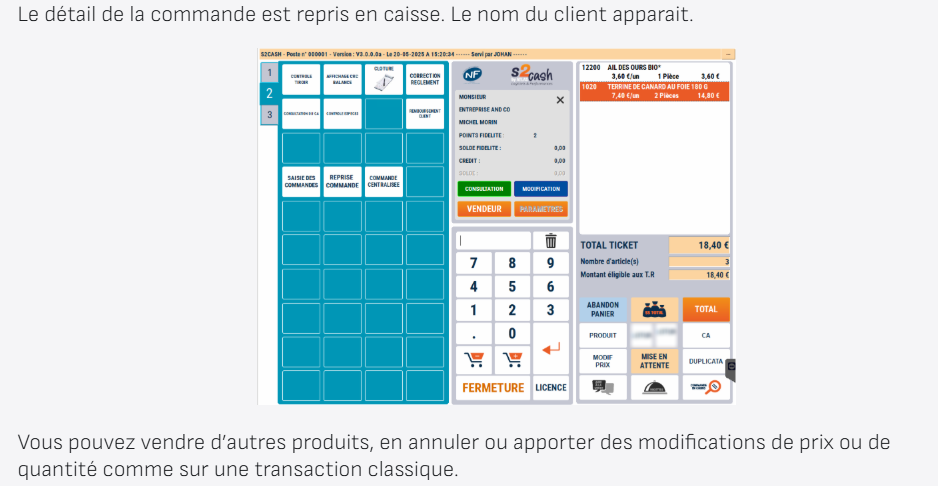 Le détail de la commande est repris en caisse. Le nom du client apparait.
S2CASH - Poste n° 000001 - Version : V3.0.0.0a - Le 20-05-2025 A 15:20:34 ------ Servi par JOHAN ------
1
2
3
CONTROLE TIROIR
AFFICHAGE CRC BALANCE
CLOTURE
CORRECTION REGLEMENT
CONSULTATION EN CA
CONTROLE ESPECES
REMBOURSEMENT CLIENT
SAISIE DES COMMANDES
REPRISE COMMANDE
COMMANDE CENTRALISEE
NF
S2cash
MONSIEUR
ENTREPRISE AND CO
MICHEL MORIN
POINTS FIDELITE : 2
SOLDE FIDELITE : 0,00
CREDIT : 0,00
SOLDE : 0,00
CONSULTATION
MODIFICATION
VENDEUR
PARAMETRES
7 8 9
4 5 6
1 2 3
. 0
FERMETURE
LICENCE
12200 AIL DES OURS BIO*
3,60 €/un 1 Pièce 3,60 €
1020 TERRINE DE CANARD AU FOIE 180 G
7,40 €/un 2 Pièces 14,80 €
TOTAL TICKET 18,40 €
Nombre d'article(s) 3
Montant éligible aux T.R 18,40 €
ABANDON PANIER
SS TOTAL
TOTAL
PRODUIT
CA
MODIF PRIX
MISE EN ATTENTE
DUPLICATA
Vous pouvez vendre d'autres produits, en annuler ou apporter des modifications de prix ou de
quantité comme sur une transaction classique.